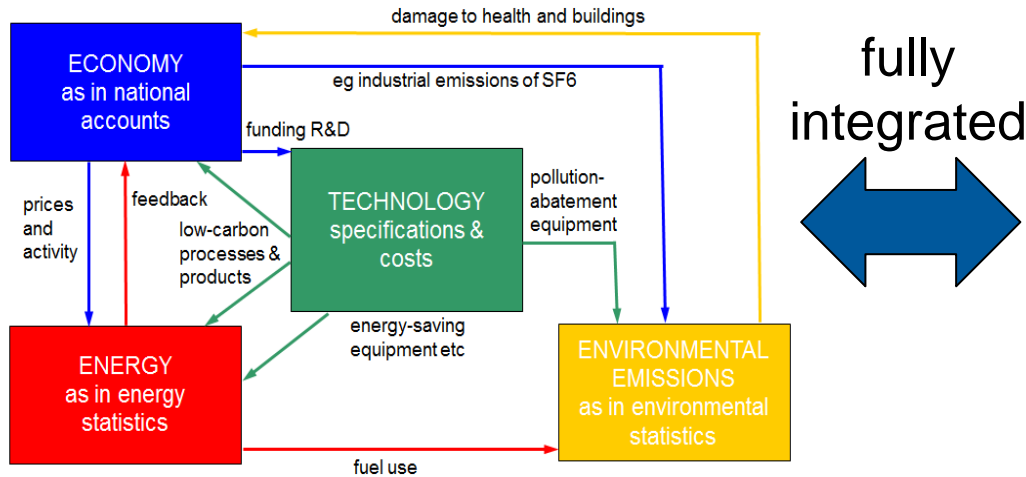 damage to health and buildings
fully
integrated
ECONOMY
as in national
accounts
eg industrial emissions of SF6
funding R&D
prices
and
activity
feedback
low-carbon
processes &
products
TECHNOLOGY
specifications &
costs
pollution-
abatement
equipment
energy-saving
equipment etc
ENERGY
as in energy
statistics
ENVIRONMENTAL
EMISSIONS
as in environmental
statistics
fuel use